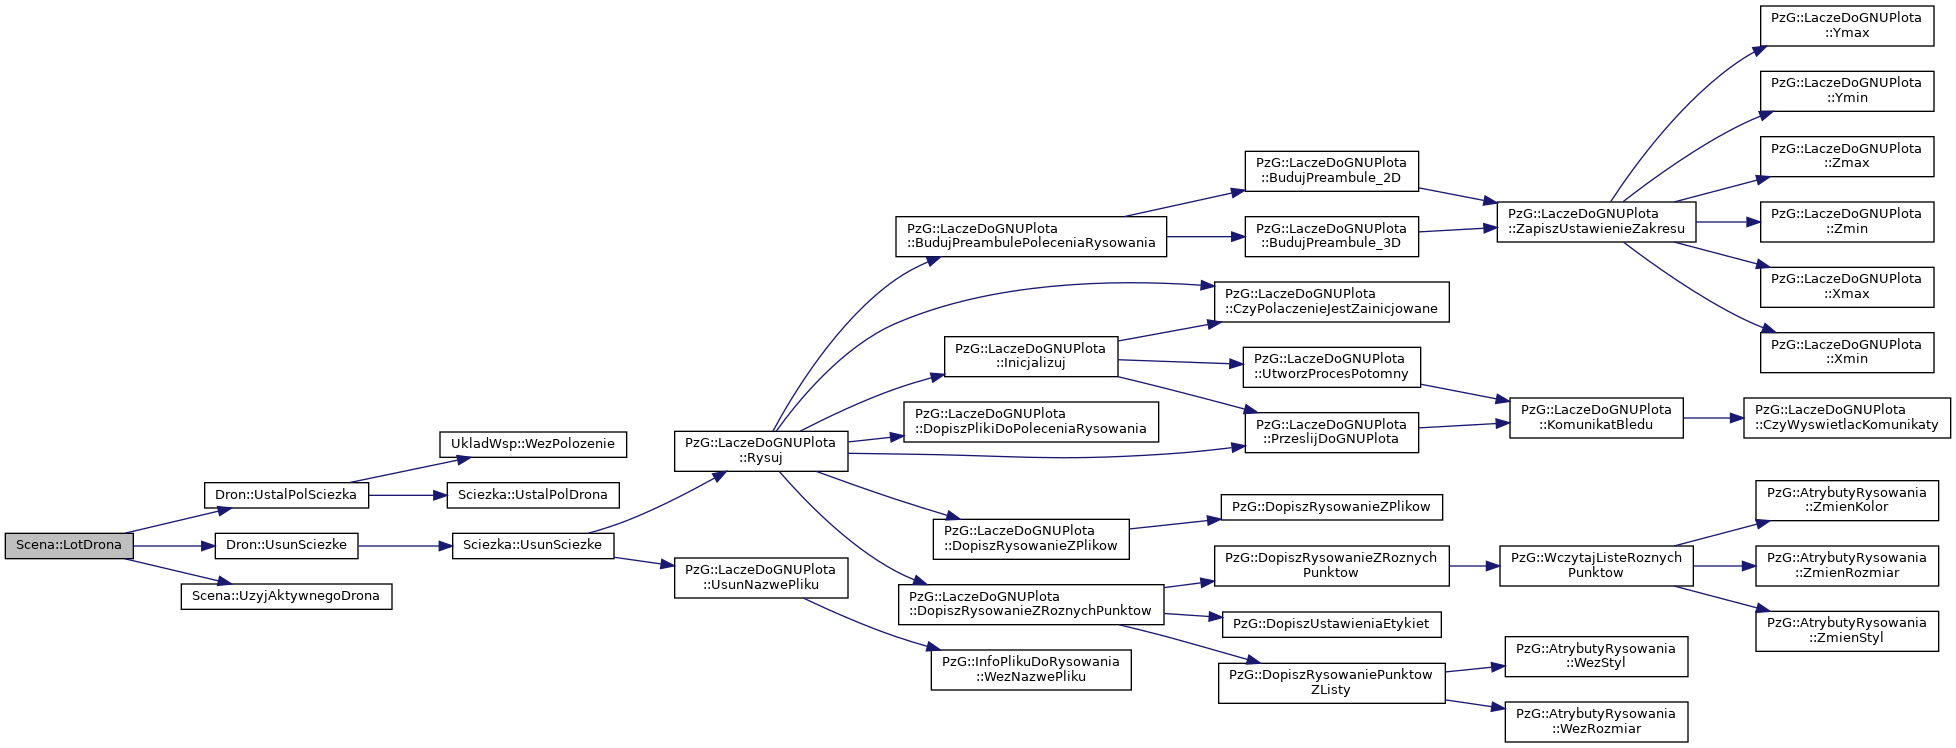 Scena::LotDrona
Dron::UstalPolSciezka
Dron::UsunSciezke
Scena::UzyjAktywnegoDrona
UkladWsp::WezPolozenie
Sciezka::UstalPolDrona
Sciezka::UsunSciezke
PzG::LaczeDoGNUPlota
::Rysuj
PzG::LaczeDoGNUPlota
::UsunNazwePliku
PzG::LaczeDoGNUPlota
::BudujPreambulePoleceniaRysowania
PzG::LaczeDoGNUPlota
::Inicjalizuj
PzG::LaczeDoGNUPlota
::DopiszPlikiDoPoleceniaRysowania
PzG::LaczeDoGNUPlota
::DopiszRysowanieZPlikow
PzG::LaczeDoGNUPlota
::DopiszRysowanieZRoznychPunktow
PzG::InfoPlikuDoRysowania
::WezNazwePliku
PzG::LaczeDoGNUPlota
::BudujPreambule_2D
PzG::LaczeDoGNUPlota
::BudujPreambule_3D
PzG::LaczeDoGNUPlota
::CzyPolaczenieJestZainicjowane
PzG::LaczeDoGNUPlota
::UtworzProcesPotomny
PzG::LaczeDoGNUPlota
::PrzeslijDoGNUPlota
PzG::DopiszRysowanieZPlikow
PzG::DopiszRysowanieZRoznych
Punktow
PzG::DopiszUstawieniaEtykiet
PzG::DopiszRysowaniePunktow
ZListy
PzG::LaczeDoGNUPlota
::ZapiszUstawienieZakresu
PzG::LaczeDoGNUPlota
::KomunikatBledu
PzG::WczytajListeRoznych
Punktow
PzG::AtrybutyRysowania
::WezStyl
PzG::AtrybutyRysowania
::WezRozmiar
PzG::LaczeDoGNUPlota
::Ymax
PzG::LaczeDoGNUPlota
::Ymin
PzG::LaczeDoGNUPlota
::Zmax
PzG::LaczeDoGNUPlota
::Zmin
PzG::LaczeDoGNUPlota
::Xmax
PzG::LaczeDoGNUPlota
::Xmin
PzG::LaczeDoGNUPlota
::CzyWyswietlacKomunikaty
PzG::AtrybutyRysowania
::ZmienKolor
PzG::AtrybutyRysowania
::ZmienRozmiar
PzG::AtrybutyRysowania
::ZmienStyl